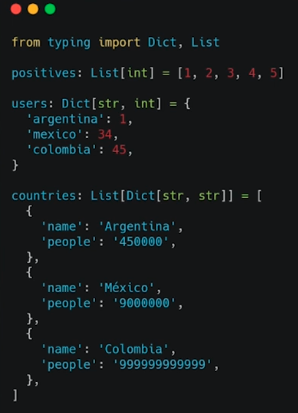 from typing import Dict, List
positives: List[int] = [1, 2, 3, 4, 5]
users: Dict[str, int] = {
  'argentina': 1,
  'mexico': 34,
  'colombia': 45,
}
countries: List[Dict[str, str]] = [
  {
    'name': 'Argentina',
    'people': '450000',
  },
  {
    'name': 'México',
    'people': '9000000',
  },
  {
    'name': 'Colombia',
    'people': '999999999999',
  },
]